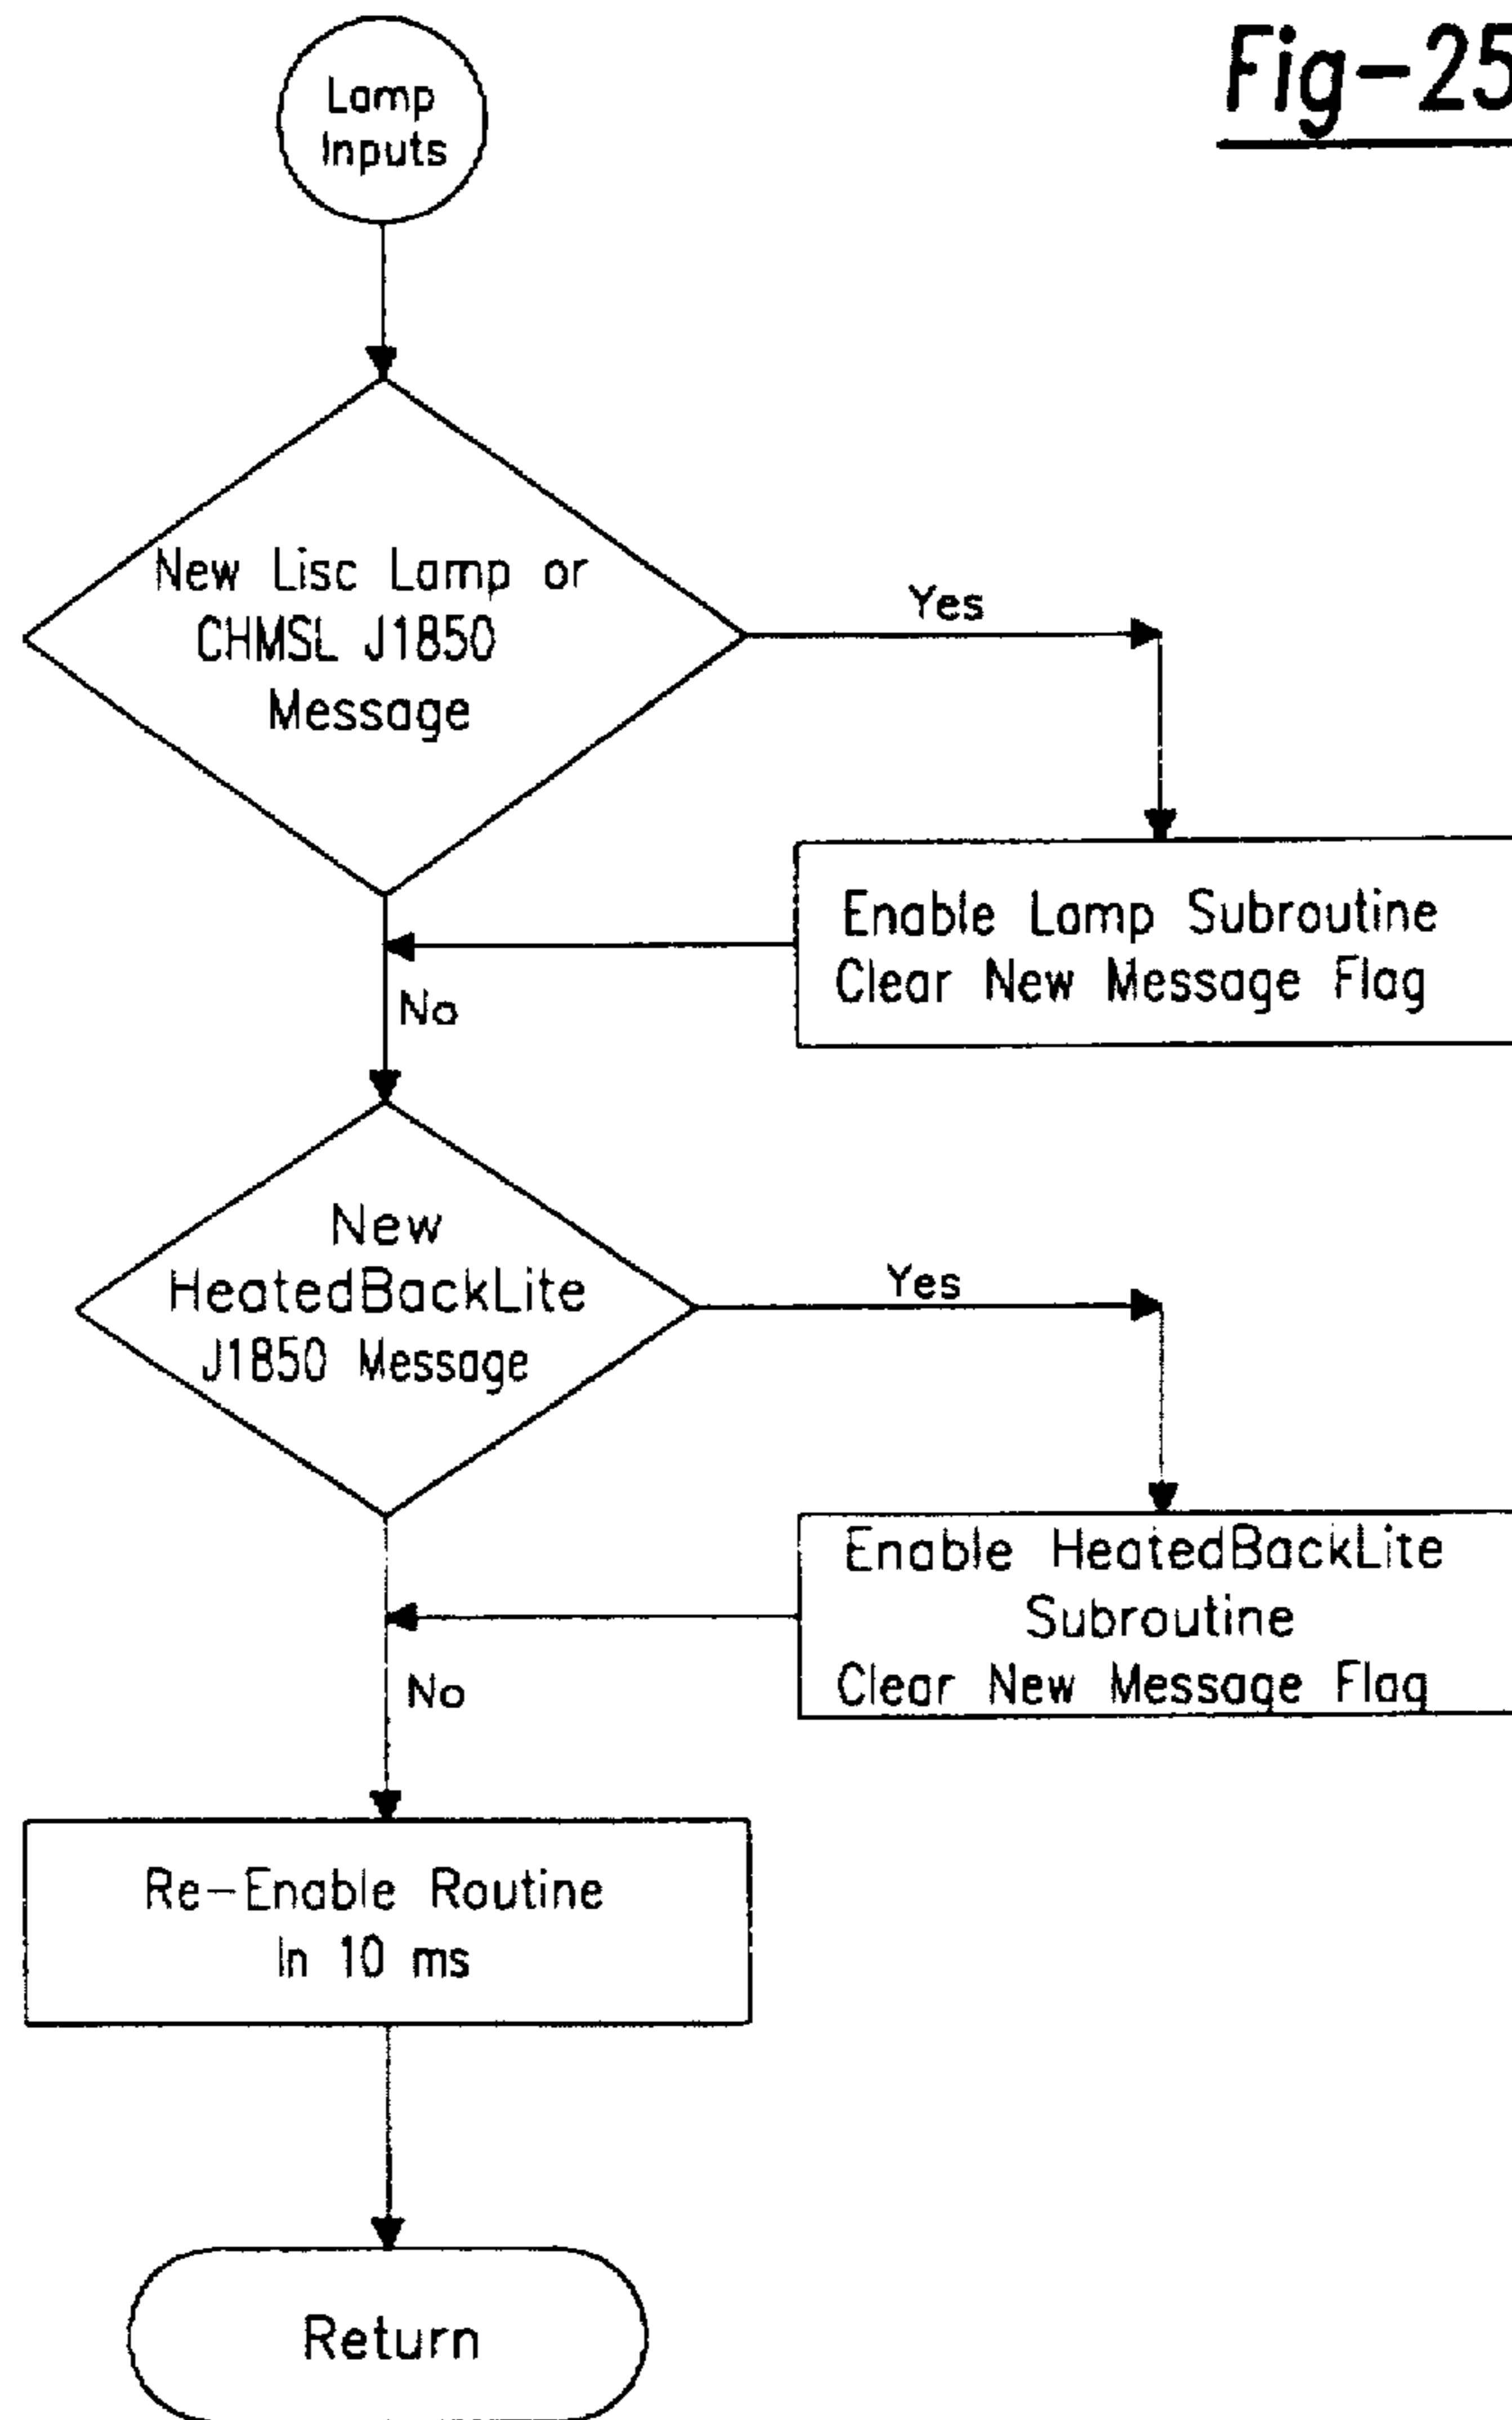 Fig-25
Lamp
Inputs
New Lisc Lamp or
CHMSL J1850
Message
Yes
Enable Lamp Subroutine
Clear New Message Flag
No
New
HeatedBackLite
J1850 Message
Yes
Enable HeatedBackLite
Subroutine
Clear New Message Flag
No
Re-Enable Routine
In 10 ms
Return